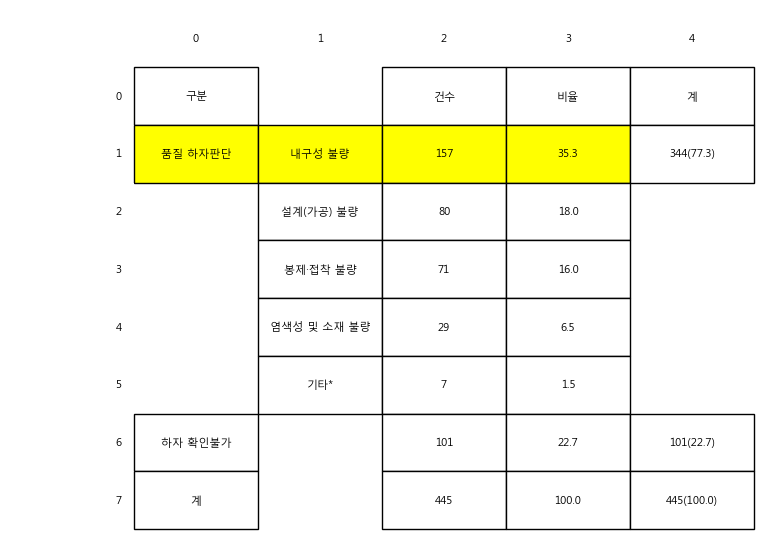 0 1 2 3 4
0 구분 건수 비율 계
1 품질 하자판단 내구성 불량 157 35.3 344(77.3)
2 설계(가공) 불량 80 18.0
3 봉제·접착 불량 71 16.0
4 염색성 및 소재 불량 29 6.5
5 기타* 7 1.5
6 하자 확인불가 101 22.7 101(22.7)
7 계 445 100.0 445(100.0)